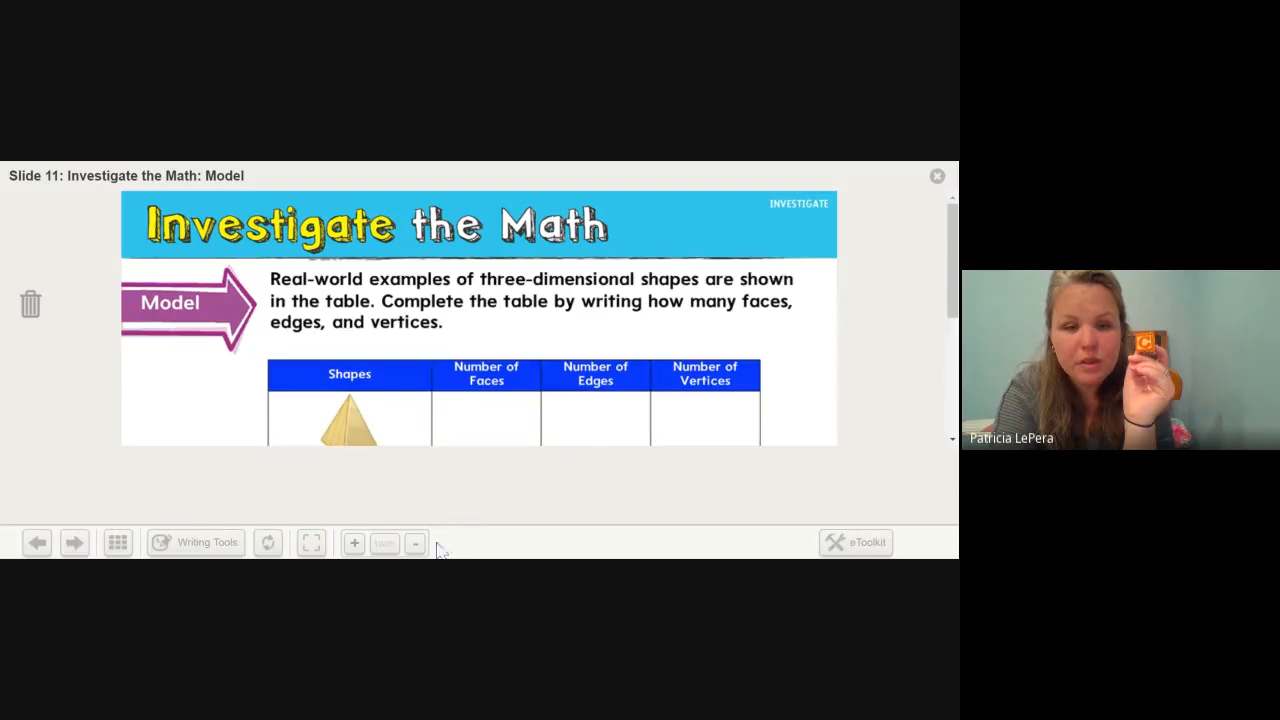 Slide 11: Investigate the Math: Model
Investigate the Math
INVESTIGATE
Model
Real-world examples of three-dimensional shapes are shown
in the table. Complete the table by writing how many faces,
edges, and vertices.
Shapes
Number of
Faces
Number of
Edges
Number of
Vertices
C
Patricia LePera
Writing Tools
+
100%
-
eToolkit